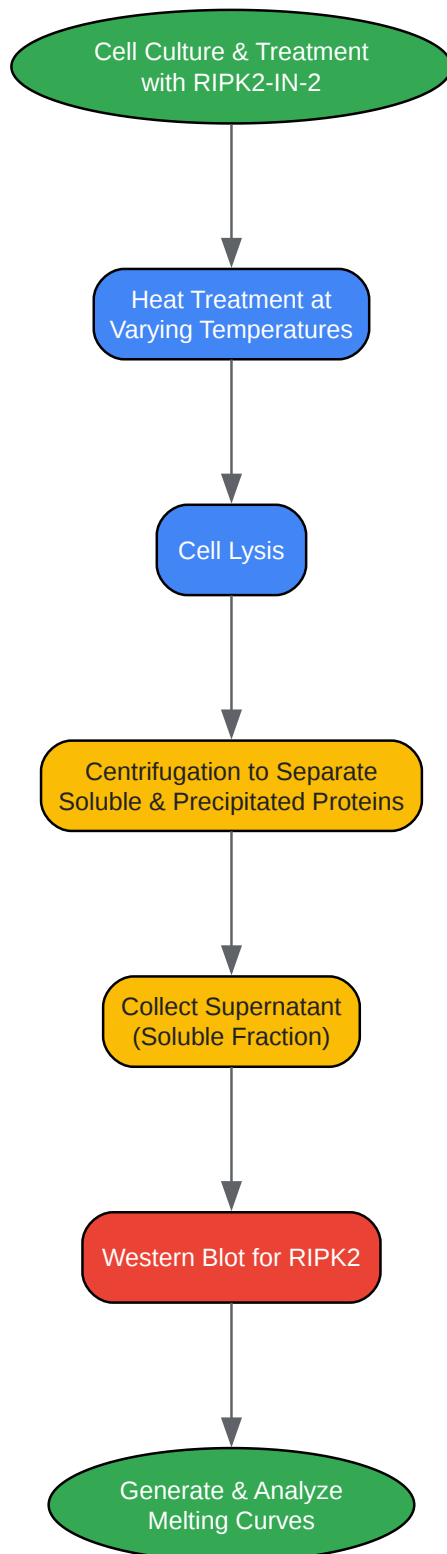 Cell Culture & Treatment
with RIPK2-IN-2
Heat Treatment at
Varying Temperatures
Cell Lysis
Centrifugation to Separate
Soluble & Precipitated Proteins
Collect Supernatant
(Soluble Fraction)
Western Blot for RIPK2
Generate & Analyze
Melting Curves